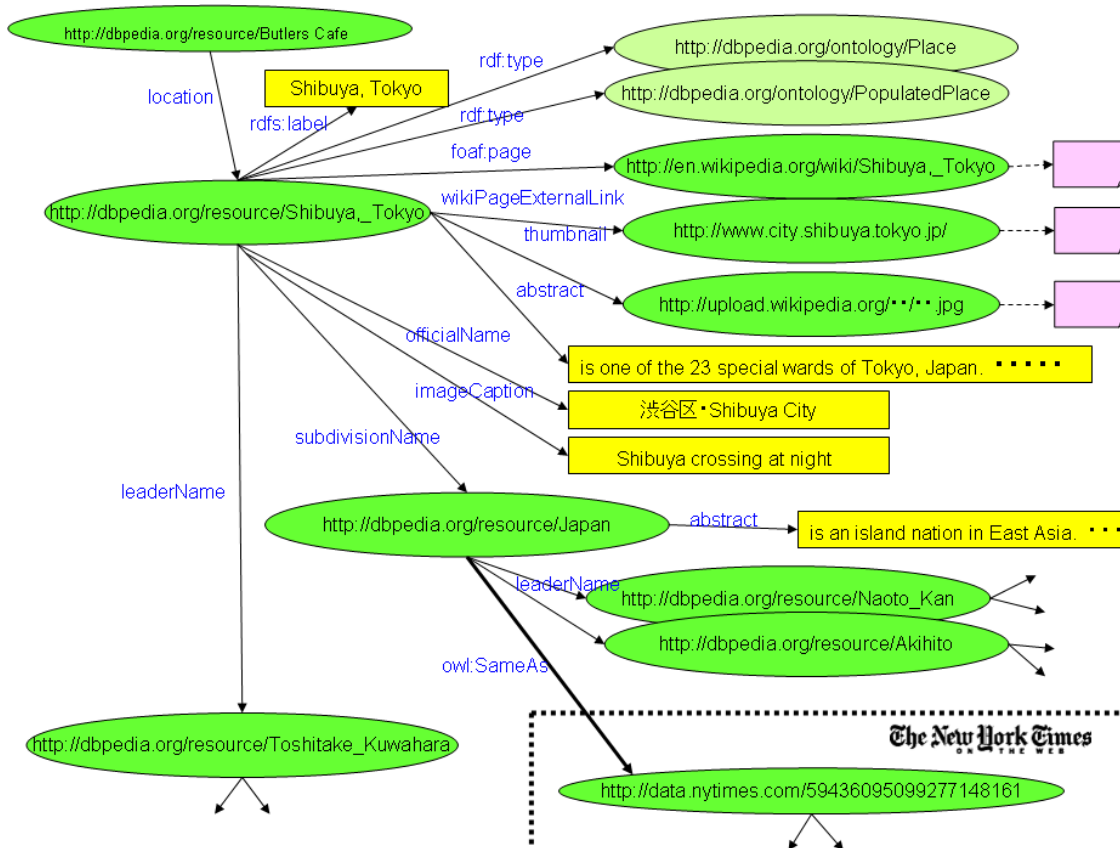 http://dbpedia.org/resource/Butlers Cafe
location
rdfs:label
Shibuya, Tokyo
rdf:type
http://dbpedia.org/ontology/Place
rdf:type
http://dbpedia.org/ontology/PopulatedPlace
foaf:page
http://en.wikipedia.org/wiki/Shibuya,_Tokyo
http://dbpedia.org/resource/Shibuya,_Tokyo
wikiPageExternalLink
http://www.city.shibuya.tokyo.jp/
thumbnail
http://upload.wikipedia.org/・・/・・.jpg
abstract
is one of the 23 special wards of Tokyo, Japan. ・・・・・
officialName
渋谷区・Shibuya City
imageCaption
Shibuya crossing at night
subdivisionName
leaderName
http://dbpedia.org/resource/Japan
abstract
is an island nation in East Asia. ・・・
leaderName
http://dbpedia.org/resource/Naoto_Kan
http://dbpedia.org/resource/Akihito
owl:SameAs
http://dbpedia.org/resource/Toshitake_Kuwahara
The New York Times
ON THE WEB
http://data.nytimes.com/59436095099277148161